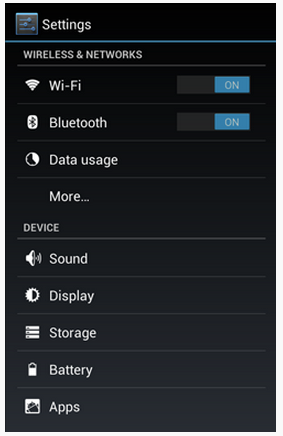 Settings
WIRELESS & NETWORKS
Wi-Fi ON
Bluetooth ON
Data usage
More...
DEVICE
Sound
Display
Storage
Battery
Apps